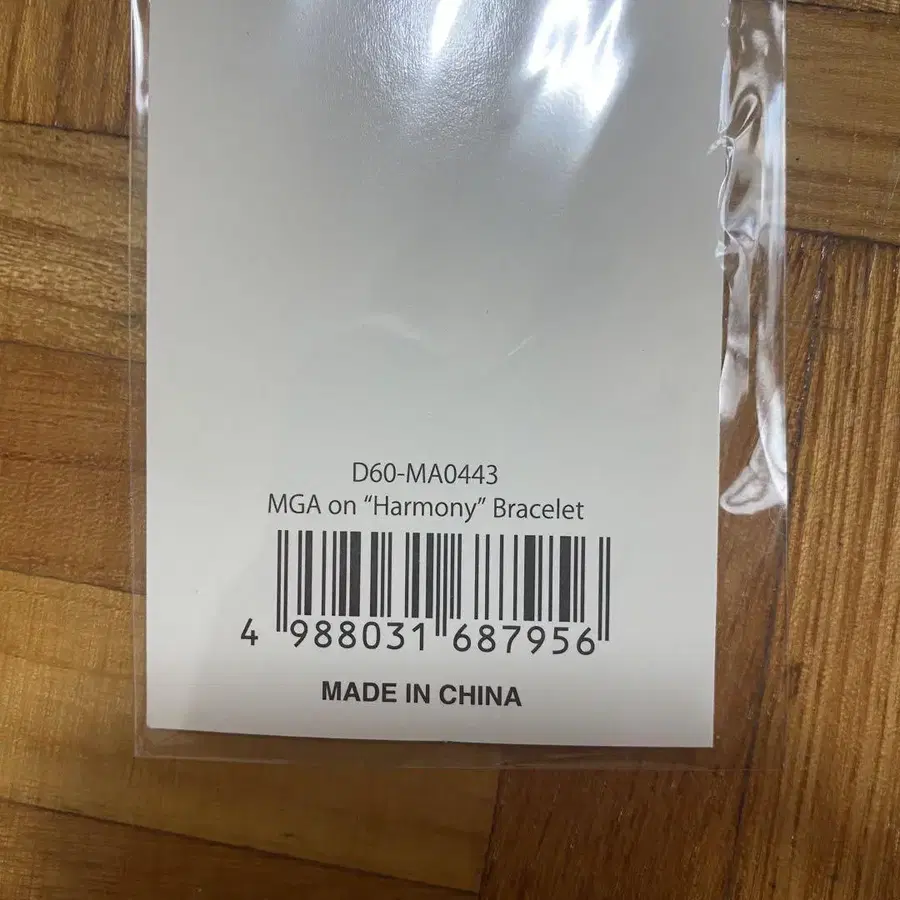 D60-MA0443
MGA on “Harmony” Bracelet
4 988031 687956
MADE IN CHINA